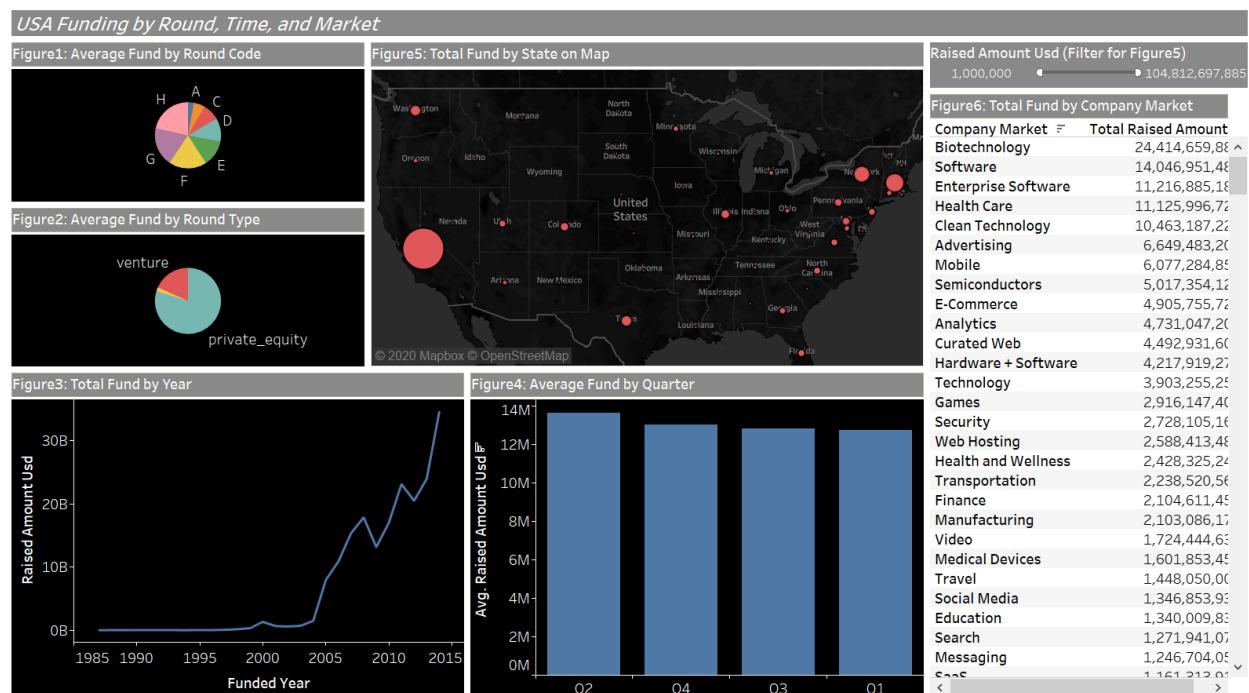 USA Funding by Round, Time, and Market
Figure1: Average Fund by Round Code
H
A
C
D
G
E
F
Figure2: Average Fund by Round Type
venture
private_equity
Figure5: Total Fund by State on Map
North Dakota
Montana
Minnesota
Oregon
Idaho
South Dakota
Wisconsin
Michigan
Wyoming
Iowa
United States
Pennsylvania
Nevada
Utah
Colorado
Illinois
Indiana
Ohio
West Virginia
Missouri
Kentucky
Oklahoma
Tennessee
North Carolina
Arizona
New Mexico
Arkansas
Mississippi
Georgia
Louisiana
© 2020 Mapbox © OpenStreetMap
Raised Amount Usd (Filter for Figure5)
1,000,000
104,812,697,885
Figure6: Total Fund by Company Market
Company Market Total Raised Amount
Biotechnology 24,414,659,88
Software 14,046,951,48
Enterprise Software 11,216,885,18
Health Care 11,125,996,72
Clean Technology 10,463,187,22
Advertising 6,649,483,20
Mobile 6,077,284,85
Semiconductors 5,017,354,12
E-Commerce 4,905,755,72
Analytics 4,731,047,20
Curated Web 4,492,931,60
Hardware + Software 4,217,919,27
Technology 3,903,255,25
Games 2,916,147,40
Security 2,728,105,16
Web Hosting 2,588,413,48
Health and Wellness 2,428,325,24
Transportation 2,238,520,56
Finance 2,104,611,45
Manufacturing 2,103,086,17
Video 1,724,444,63
Medical Devices 1,601,853,45
Travel 1,448,050,00
Social Media 1,346,853,93
Education 1,340,009,83
Search 1,271,941,07
Messaging 1,246,704,05
Figure3: Total Fund by Year
30B
20B
10B
0B
Raised Amount Usd
1985 1990 1995 2000 2005 2010 2015
Funded Year
Figure4: Average Fund by Quarter
14M
12M
10M
8M
6M
4M
2M
0M
Avg. Raised Amount Usd
Q2 Q4 Q3 Q1